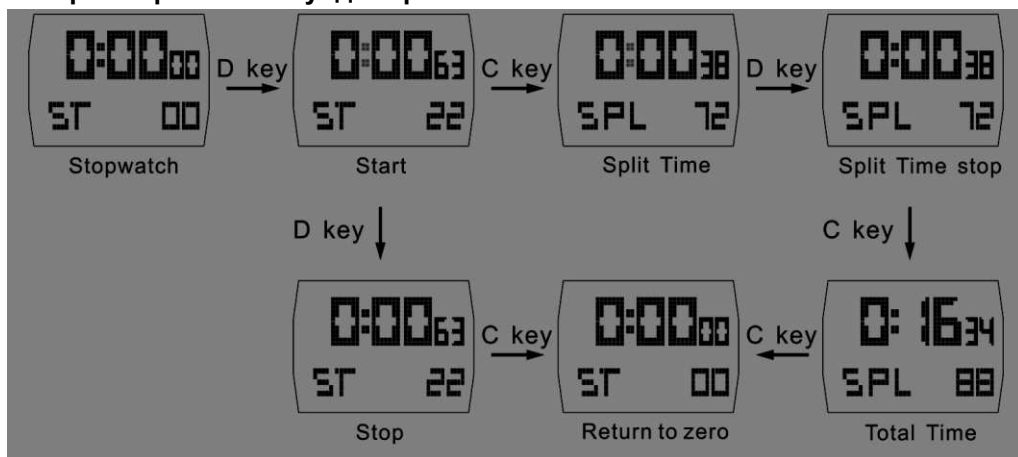 0:00 00 D key 0:00 63 C key 0:00 38 D key 0:00 38
ST 00 ST 22 SPL 72 SPL 72
Stopwatch Start Split Time Split Time stop
D key C key
0:00 63 C key 0:00 00 C key 0:16 34
ST 22 ST 00 SPL 88
Stop Return to zero Total Time